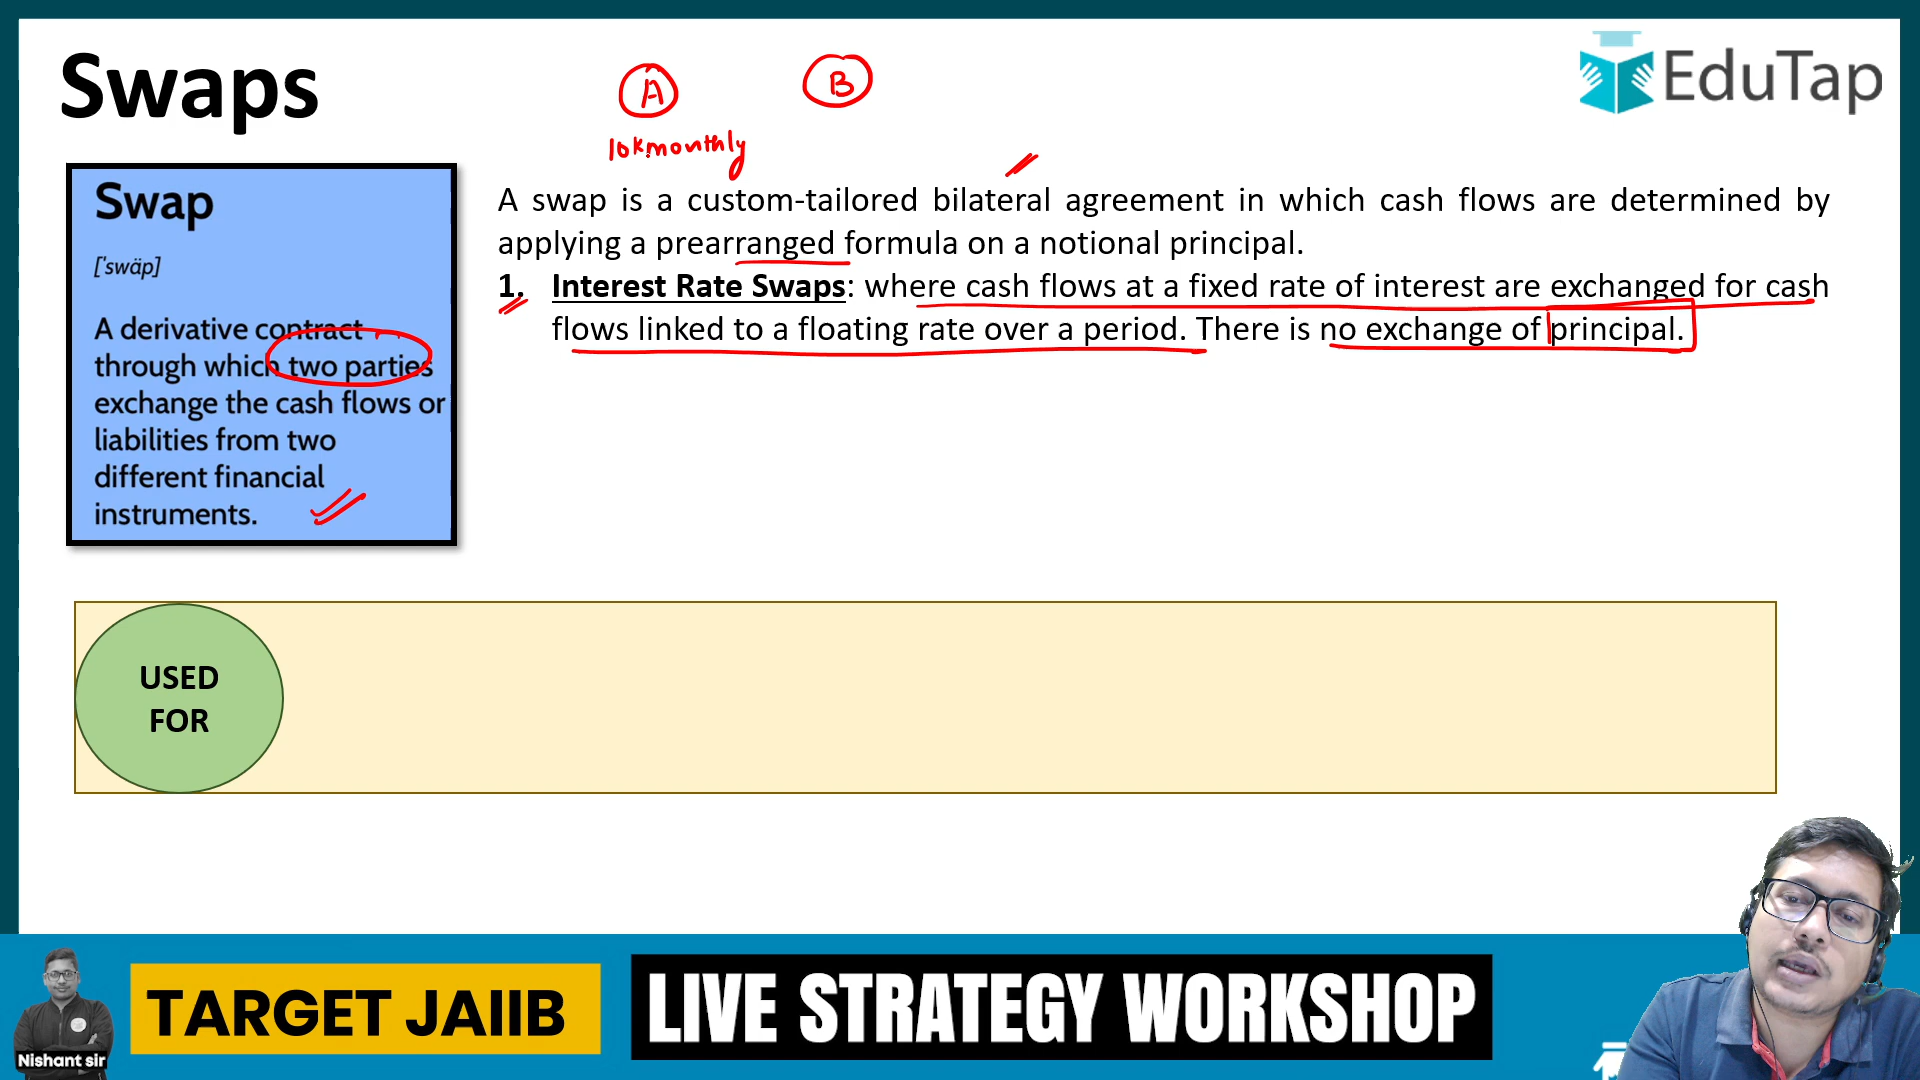 Swaps
A
B
EduTap
10k monthly
Swap
['swäp]
A derivative contract
through which two parties
exchange the cash flows or
liabilities from two
different financial
instruments.
A swap is a custom-tailored bilateral agreement in which cash flows are determined by
applying a prearranged formula on a notional principal.
1. Interest Rate Swaps: where cash flows at a fixed rate of interest are exchanged for cash
flows linked to a floating rate over a period. There is no exchange of principal.
USED
FOR
Nishant sir
TARGET JAIIB
LIVE STRATEGY WORKSHOP